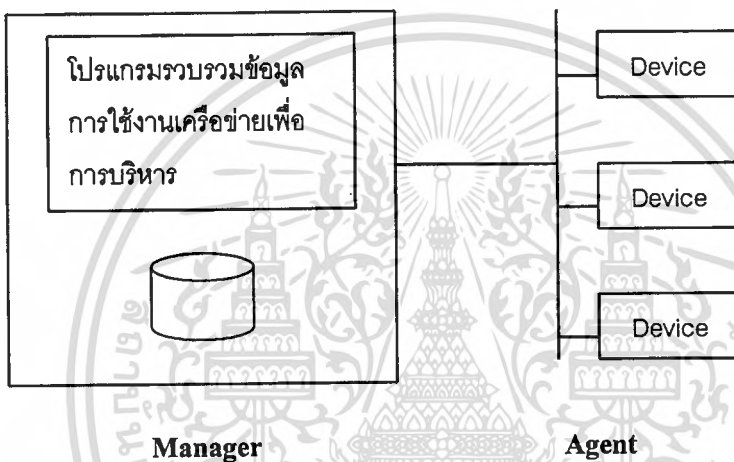 โปรแกรมรวบรวมข้อมูล
การใช้งานเครือข่ายเพื่อ
การบริหาร
Device
Device
Device
Manager
Agent